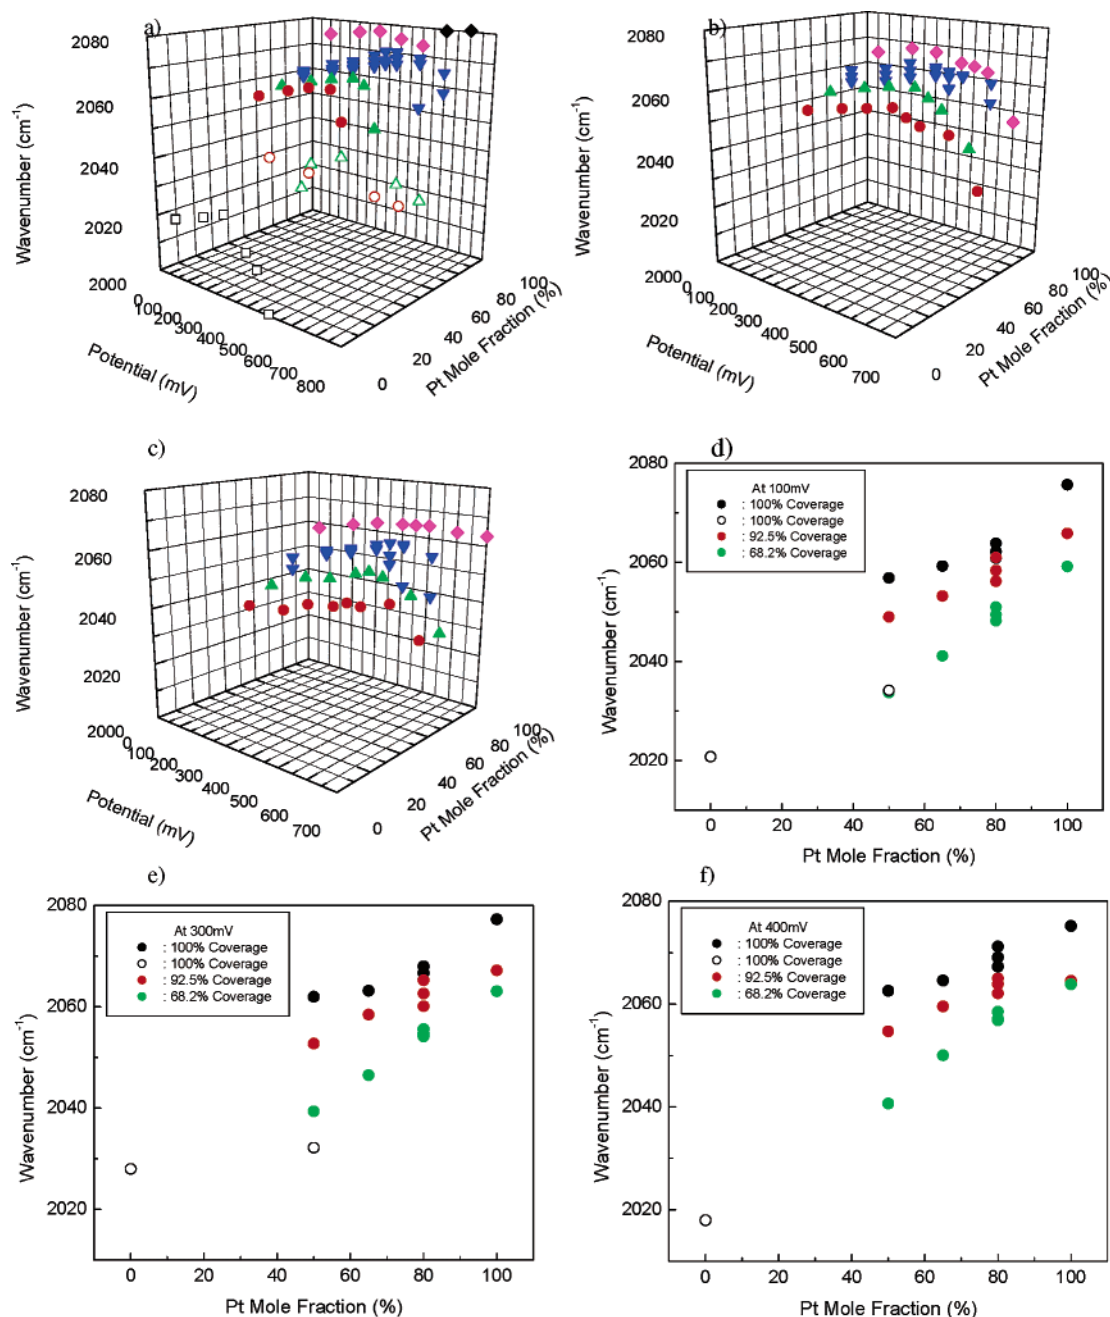 a)
2080
2060
2040
2020
2000
Wavenumber (cm⁻¹)
0
100
200
300
400
500
600
700
800
Potential (mV)
0
20
40
60
80
100
Pt Mole Fraction (%)
b)
2080
2060
2040
2020
2000
Wavenumber (cm⁻¹)
0
100
200
300
400
500
600
700
Potential (mV)
0
20
40
60
80
100
Pt Mole Fraction (%)
c)
2080
2060
2040
2020
2000
Wavenumber (cm⁻¹)
0
100
200
300
400
500
600
700
Potential (mV)
0
20
40
60
80
100
Pt Mole Fraction (%)
d)
At 100mV
: 100% Coverage
: 100% Coverage
: 92.5% Coverage
: 68.2% Coverage
2080
2060
2040
2020
Wavenumber (cm⁻¹)
0 20 40 60 80 100
Pt Mole Fraction (%)
e)
At 300mV
: 100% Coverage
: 100% Coverage
: 92.5% Coverage
: 68.2% Coverage
2080
2060
2040
2020
Wavenumber (cm⁻¹)
0 20 40 60 80 100
Pt Mole Fraction (%)
f)
At 400mV
: 100% Coverage
: 100% Coverage
: 92.5% Coverage
: 68.2% Coverage
2080
2060
2040
2020
Wavenumber (cm⁻¹)
0 20 40 60 80 100
Pt Mole Fraction (%)